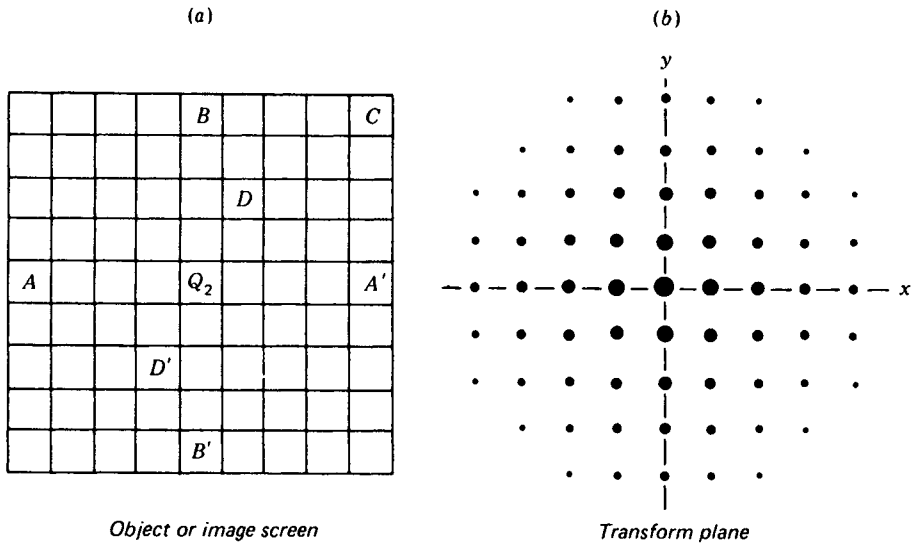 (a) (b)
y
B C
D
A Q₂ A′ x
D′
B′
Object or image screen Transform plane